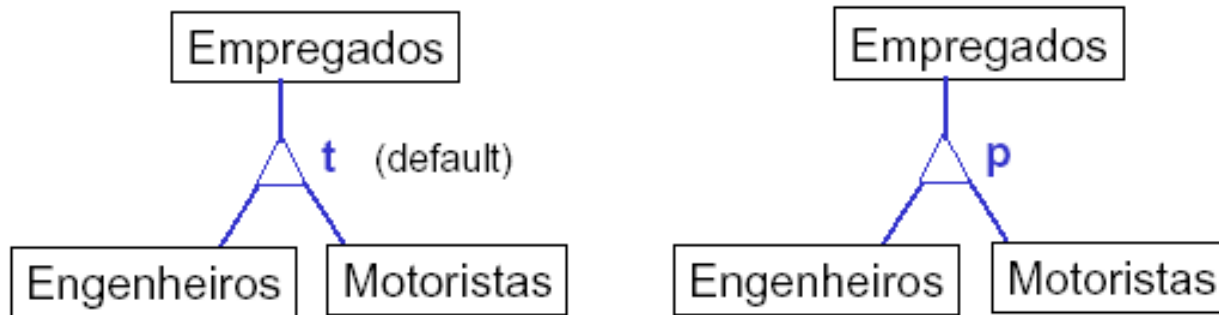 Empregados
t (default)
Engenheiros
Motoristas
Empregados
p
Engenheiros
Motoristas